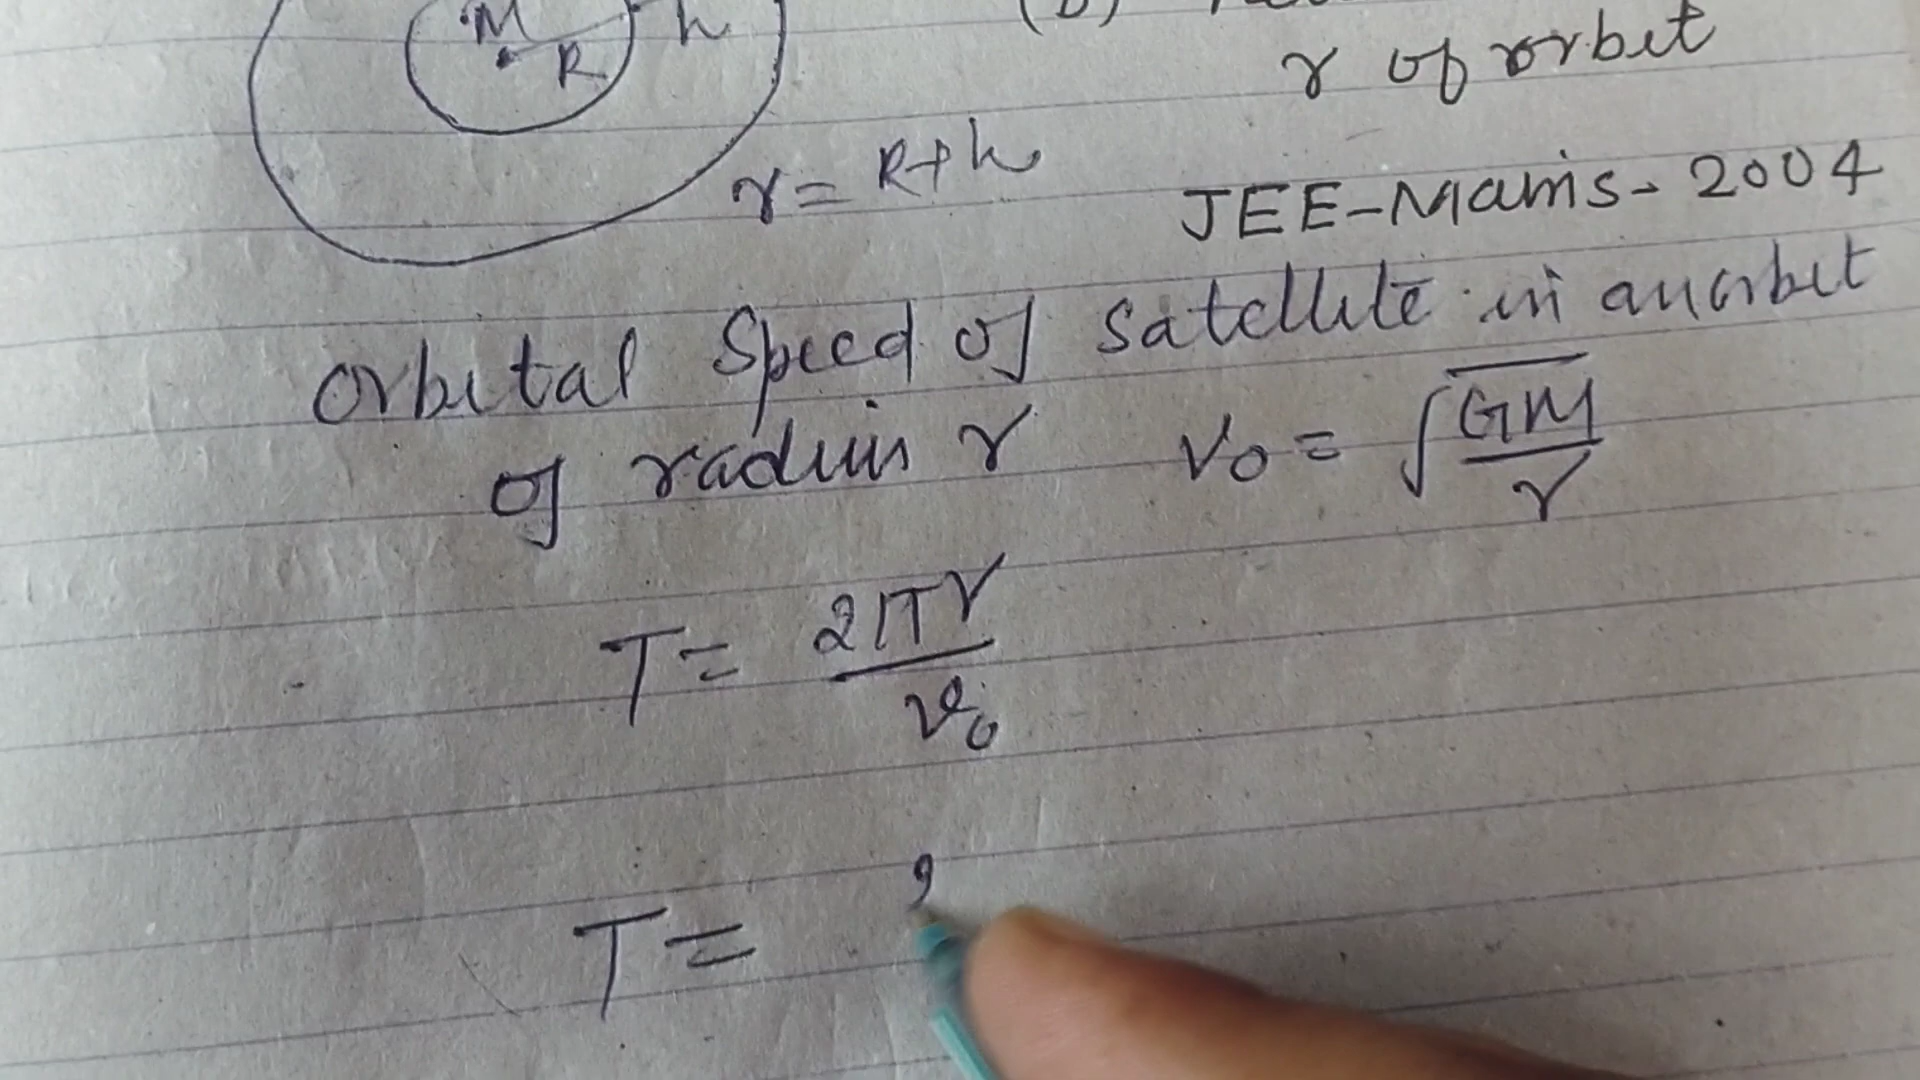 M
R
h
(b)
r of orbit
r = R+h
JEE-Mains-2004
orbital speed of satellite in an orbit
of radius r V₀ = √GM/r
T = 2πr/v₀
T =